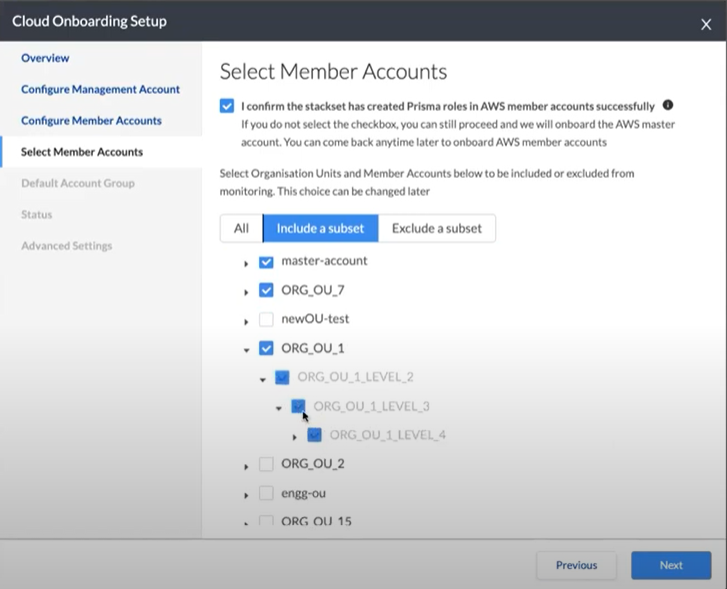 Cloud Onboarding Setup
X
Overview
Configure Management Account
Configure Member Accounts
Select Member Accounts
Default Account Group
Status
Advanced Settings
Select Member Accounts
I confirm the stackset has created Prisma roles in AWS member accounts successfully
If you do not select the checkbox, you can still proceed and we will onboard the AWS master
account. You can come back anytime later to onboard AWS member accounts
Select Organisation Units and Member Accounts below to be included or excluded from
monitoring. This choice can be changed later
All Include a subset Exclude a subset
master-account
ORG_OU_7
newOU-test
ORG_OU_1
ORG_OU_1_LEVEL_2
ORG_OU_1_LEVEL_3
ORG_OU_1_LEVEL_4
ORG_OU_2
engg-ou
ORG_OU_15
Previous Next